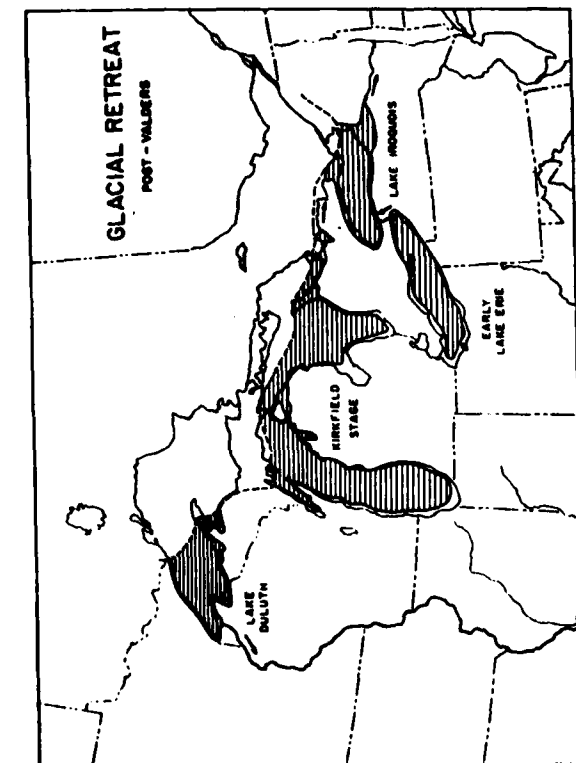 GLACIAL RETREAT
POST - VALDERS
LAKE IROQUOIS
EARLY
LAKE ERIE
KIRKFIELD
STAGE
LAKE
DULUTH